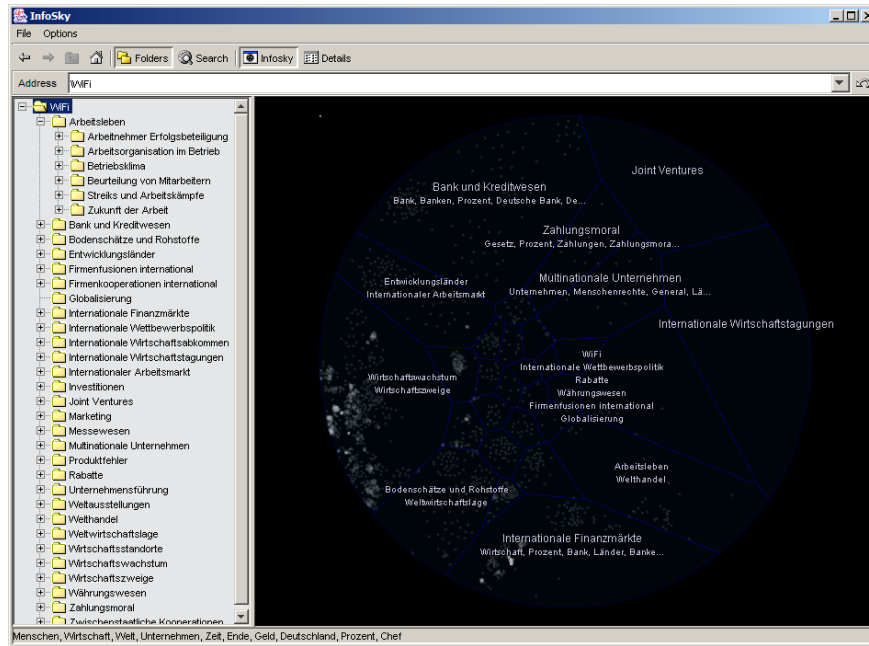 InfoSky
File Options
Folders Search Infosky Details
Address \WiFi
WiFi
Arbeitsleben
Arbeitnehmer Erfolgsbeteiligung
Arbeitsorganisation im Betrieb
Betriebsklima
Beurteilung von Mitarbeitern
Streiks und Arbeitskämpfe
Zukunft der Arbeit
Bank und Kreditwesen
Bodenschätze und Rohstoffe
Entwicklungsländer
Firmenfusionen international
Firmenkooperationen international
Globalisierung
Internationale Finanzmärkte
Internationale Wettbewerbspolitik
Internationale Wirtschaftsabkommen
Internationale Wirtschaftstagungen
Internationaler Arbeitsmarkt
Investitionen
Joint Ventures
Marketing
Messewesen
Multinationale Unternehmen
Produktfehler
Rabatte
Unternehmensführung
Weltausstellungen
Welthandel
Weltwirtschaftslage
Wirtschaftsstandorte
Wirtschaftswachstum
Wirtschaftszweige
Währungswesen
Zahlungsmoral
Zwischenstaatliche Kooperationen
Joint Ventures
Bank und Kreditwesen
Bank, Banken, Prozent, Deutsche Bank, De...
Zahlungsmoral
Gesetz, Prozent, Zahlungen, Zahlungsmora...
Multinationale Unternehmen
Unternehmen, Menschenrechte, General, Lä...
Entwicklungsländer
Internationaler Arbeitsmarkt
Internationale Wirtschaftstagungen
WiFi
Internationale Wettbewerbspolitik
Rabatte
Währungswesen
Firmenfusionen international
Globalisierung
Wirtschaftswachstum
Wirtschaftszweige
Arbeitsleben
Welthandel
Bodenschätze und Rohstoffe
Weltwirtschaftslage
Internationale Finanzmärkte
Wirtschaft, Prozent, Bank, Länder, Banke...
Menschen, Wirtschaft, Welt, Unternehmen, Zeit, Ende, Geld, Deutschland, Prozent, Chef